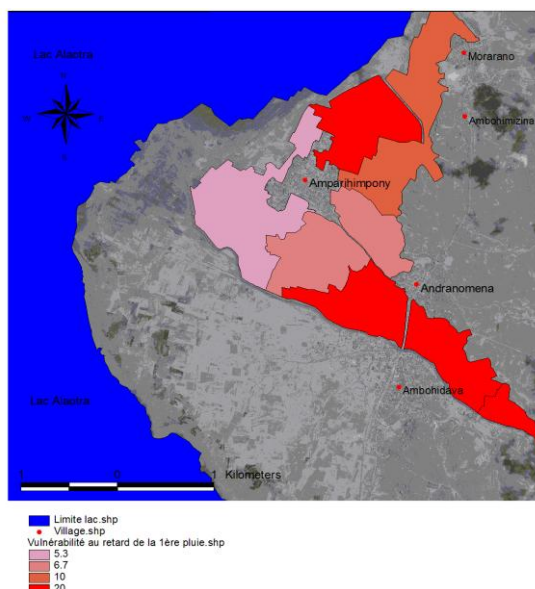 Lac Alaotra
Morarano
Ambohimizina
Amparihimpony
Andranomena
Ambohidava
Lac Alaotra
1 0 1 Kilometers
Limite lac.shp
Village.shp
Vulnérabilité au retard de la 1ère pluie.shp
5.3
6.7
10
20